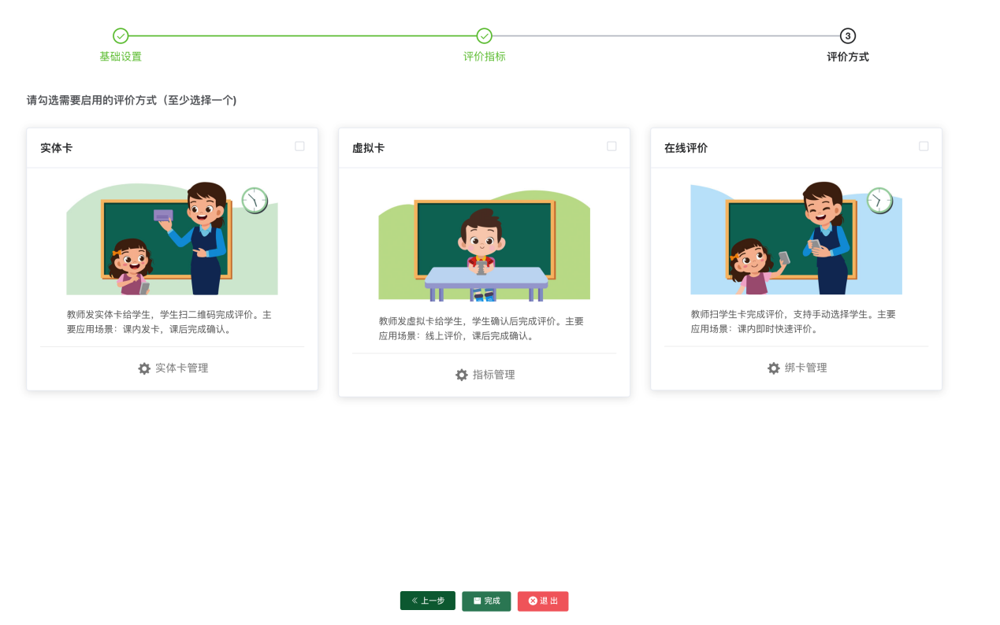 3
基础设置
评价指标
评价方式
请勾选需要启用的评价方式（至少选择一个)
实体卡
教师发实体卡给学生，学生扫二维码完成评价。主
要应用场景：课内发卡，课后完成确认。
实体卡管理
虚拟卡
教师发虚拟卡给学生，学生确认后完成评价。主要
应用场景：线上评价，课后完成确认。
指标管理
在线评价
教师扫学生卡完成评价，支持手动选择学生。主要
应用场景：课内即时快速评价。
绑卡管理
上一步
完成
退 出